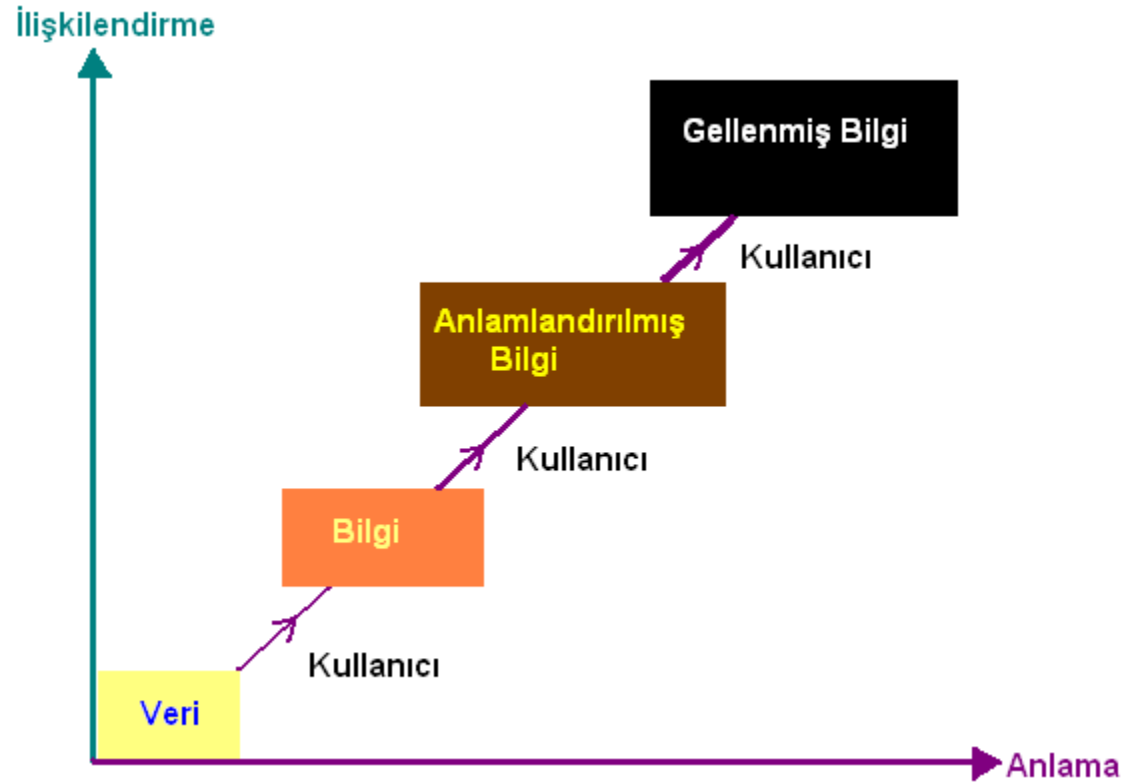 İlişkilendirme
Gellenmiş Bilgi
Kullanıcı
Anlamlandırılmış
Bilgi
Kullanıcı
Bilgi
Kullanıcı
Veri
Anlama